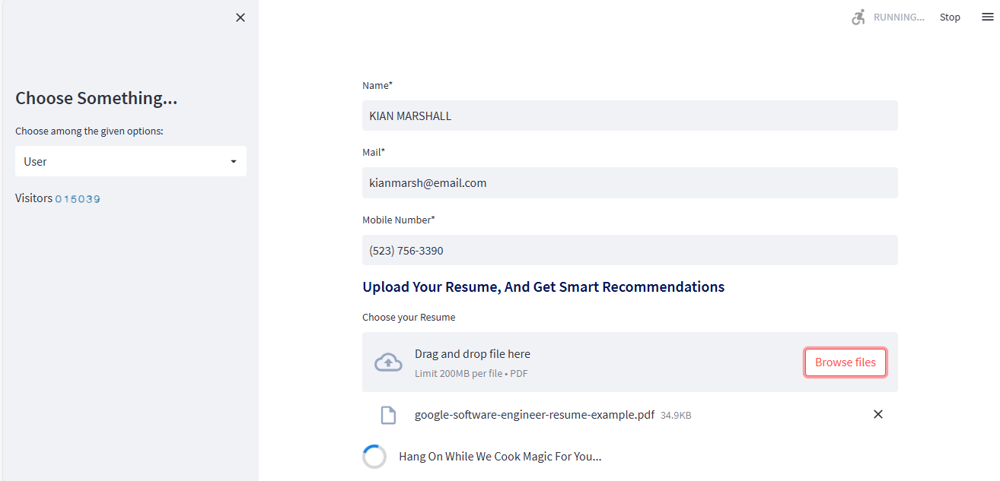 RUNNING...
Stop
Choose Something...
Choose among the given options:
User
Visitors 015039
Name*
KIAN MARSHALL
Mail*
kianmarsh@email.com
Mobile Number*
(523) 756-3390
Upload Your Resume, And Get Smart Recommendations
Choose your Resume
Drag and drop file here
Limit 200MB per file • PDF
Browse files
google-software-engineer-resume-example.pdf 34.9KB
Hang On While We Cook Magic For You...